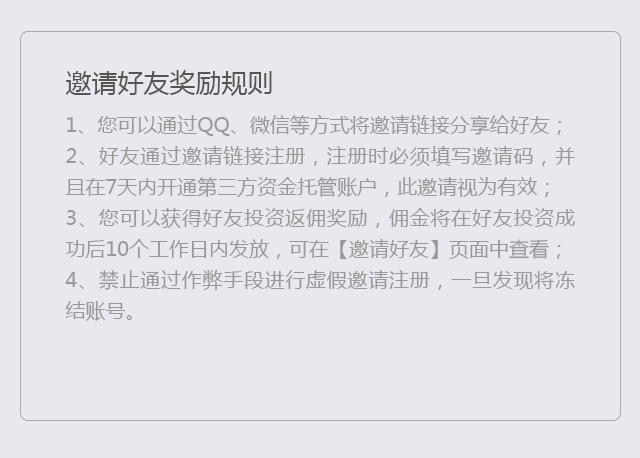 邀请好友奖励规则
1、您可以通过QQ、微信等方式将邀请链接分享给好友；
2、好友通过邀请链接注册，注册时必须填写邀请码，并
且在7天内开通第三方资金托管账户，此邀请视为有效；
3、您可以获得好友投资返佣奖励，佣金将在好友投资成
功后10个工作日内发放，可在【邀请好友】页面中查看；
4、禁止通过作弊手段进行虚假邀请注册，一旦发现将冻
结账号。